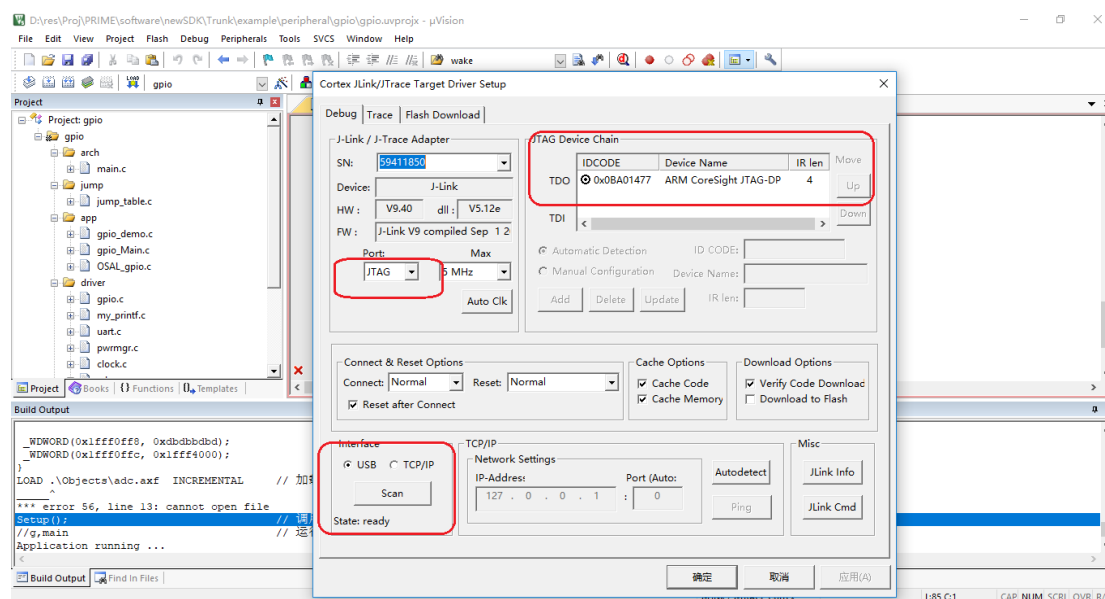 D:\res\Proj\PRIME\software\newSDK\Trunk\example\peripheral\gpio\gpio.uvprojx - µVision
File Edit View Project Flash Debug Peripherals Tools SVCS Window Help
wake
LOAD gpio
Project
Project: gpio
gpio
arch
main.c
jump
jump_table.c
app
gpio_demo.c
gpio_Main.c
OSAL_gpio.c
driver
gpio.c
my_printf.c
uart.c
pwrmgr.c
clock.c
Project Books Functions Templates
Cortex JLink/JTrace Target Driver Setup
Debug Trace Flash Download
J-Link / J-Trace Adapter
SN: 59411850
Device: J-Link
HW : V9.40 dll : V5.12e
FW : J-Link V9 compiled Sep 1 2
Port: Max
JTAG 5 MHz
Auto Clk
JTAG Device Chain
IDCODE Device Name IR len Move
TDO 0x0BA01477 ARM CoreSight JTAG-DP 4 Up
TDI Down
Automatic Detection ID CODE:
Manual Configuration Device Name:
Add Delete Update IR len:
Connect & Reset Options
Connect: Normal Reset: Normal
Reset after Connect
Cache Options
Cache Code
Cache Memory
Download Options
Verify Code Download
Download to Flash
Interface
USB TCP/IP
Scan
State: ready
TCP/IP
Network Settings
IP-Address: Port (Auto:
127 . 0 . 0 . 1 : 0
Autodetect
Ping
Misc
JLink Info
JLink Cmd
确定 取消 应用(A)
Build Output
_WDWORD(0x1fff0ff8, 0xdbdbbdbd);
_WDWORD(0x1fff0ffc, 0x1fff4000);
}
LOAD .\Objects\adc.axf INCREMENTAL // 加
^
*** error 56, line 13: cannot open file
Setup(); // 调
//g,main // 运
Application running ...
Build Output Find In Files
L:85 C:1 CAP NUM SCRL OVR R/